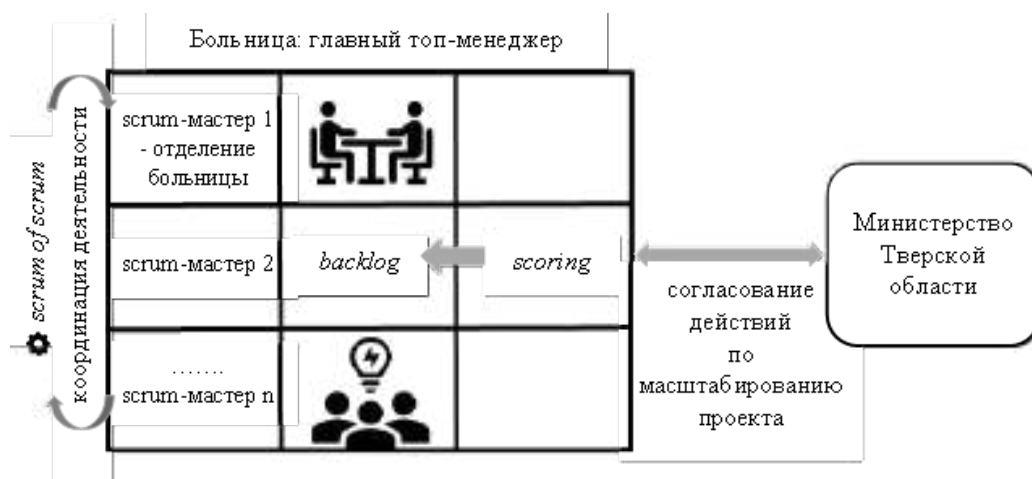 Больница: главный топ-менеджер
scrum of scrum
координация деятельности
scrum-мастер 1
- отделение
больницы
scrum-мастер 2
backlog
scoring
.......
scrum-мастер n
согласование
действий
по
масштабированию
проекта
Министерство
Тверской
области